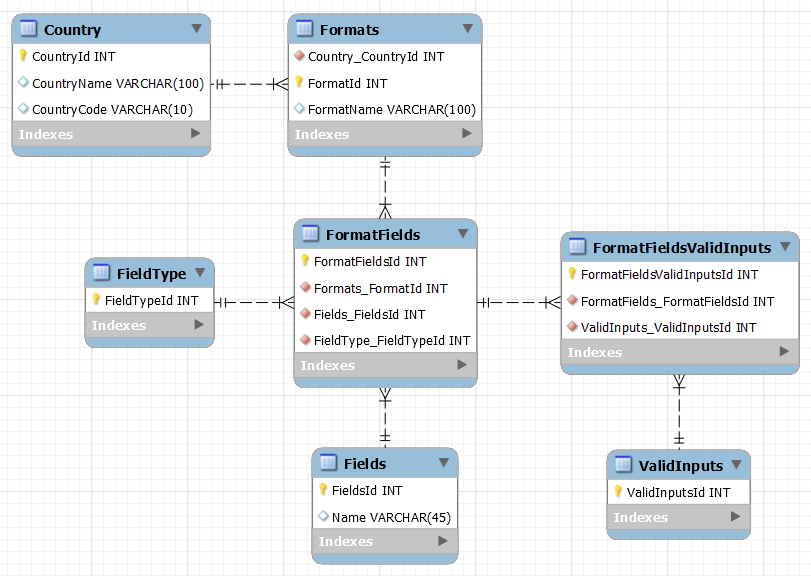 Country
CountryId INT
CountryName VARCHAR(100)
CountryCode VARCHAR(10)
Indexes
Formats
Country_CountryId INT
FormatId INT
FormatName VARCHAR(100)
Indexes
FormatFields
FormatFieldsId INT
Formats_FormatId INT
Fields_FieldsId INT
FieldType_FieldTypeId INT
Indexes
FormatFieldsValidInputs
FormatFieldsValidInputsId INT
FormatFields_FormatFieldsId INT
ValidInputs_ValidInputsId INT
Indexes
FieldType
FieldTypeId INT
Indexes
Fields
FieldsId INT
Name VARCHAR(45)
Indexes
ValidInputs
ValidInputsId INT
Indexes